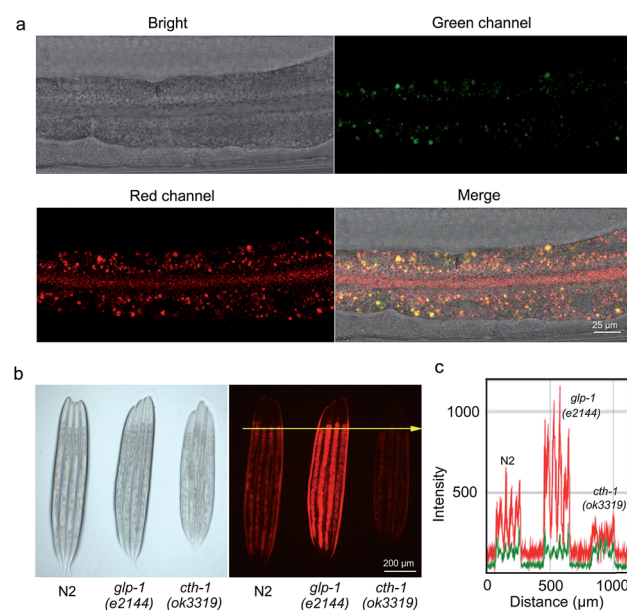 a
Bright
Green channel
Red channel
Merge
25 µm
b
N2
glp-1
(e2144)
cth-1
(ok3319)
200 µm
N2
glp-1
(e2144)
cth-1
(ok3319)
c
Intensity
1000
500
0
0
500
1000
glp-1
(e2144)
N2
cth-1
(ok3319)
Distance (µm)